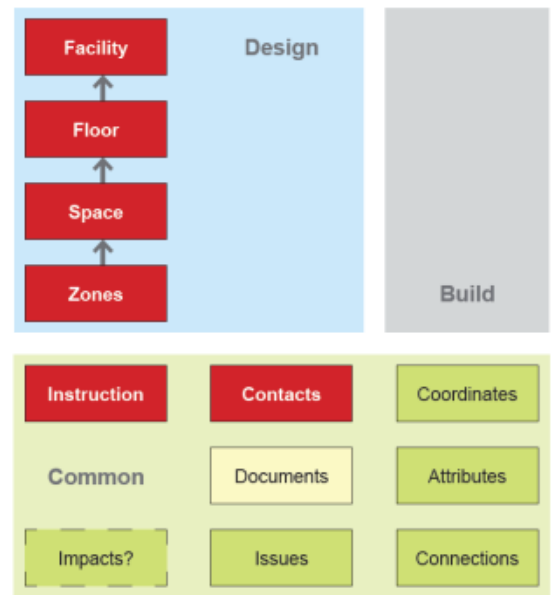 Facility
Design
Floor
Space
Zones
Build
Instruction
Contacts
Coordinates
Common
Documents
Attributes
Impacts?
Issues
Connections